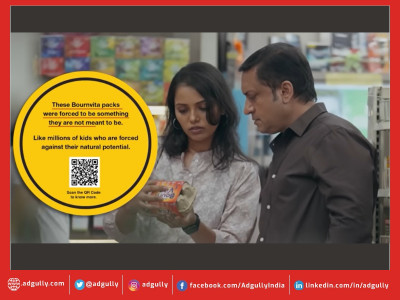 These Bournvita packs
were forced to be something
they are not meant to be.
Like millions of kids who are forced
against their natural potential.
Scan the QR Code
to know more.
www.adgully.com
@adgully
adgully
facebook.com/AdgullyIndia
linkedin.com/in/adgully